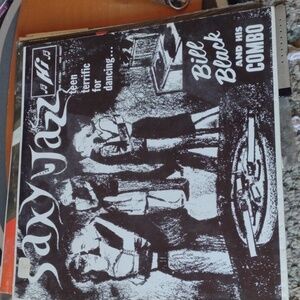 Saxy Jazz
Hi
teen
terrific
for
dancing...
Bill
Black
AND HIS
COMBO